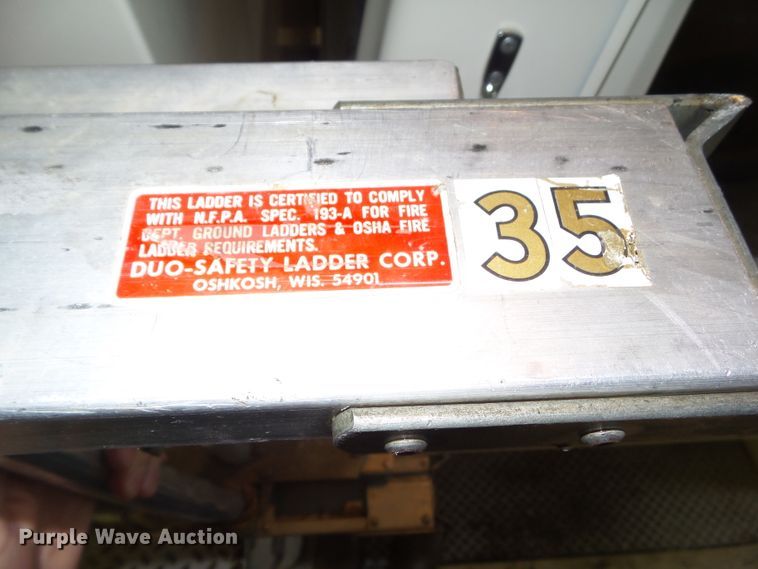 THIS LADDER IS CERTIFIED TO COMPLY
WITH N.F.P.A. SPEC. 193-A FOR FIRE
DEPT. GROUND LADDERS & OSHA FIRE
LADDER REQUIREMENTS.
DUO-SAFETY LADDER CORP.
OSHKOSH, WIS. 54901
35
Purple Wave Auction